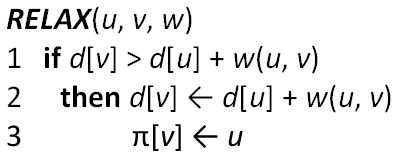 RELAX(u, v, w)
1 if d[v] > d[u] + w(u, v)
2 then d[v] ← d[u] + w(u, v)
3 π[v] ← u